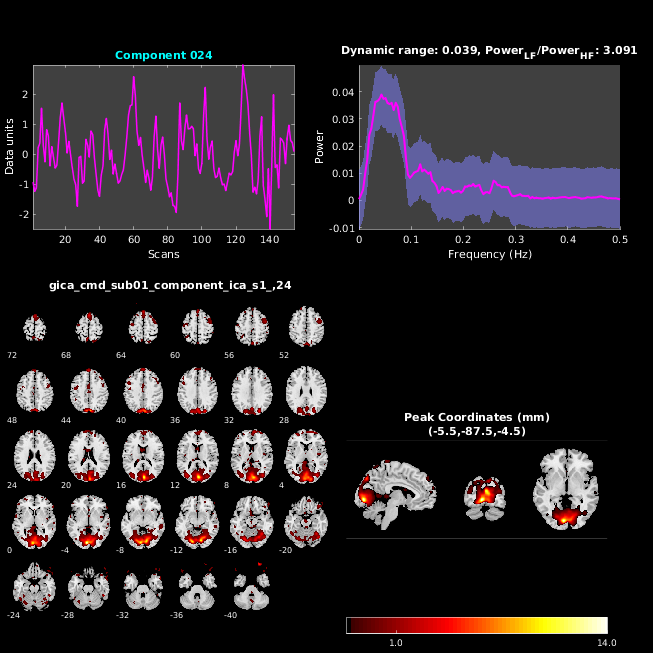 Component 024
Data units
2
1
0
-1
-2
20
40
60
80
100
120
140
Scans
Dynamic range: 0.039, PowerLF/PowerHF: 3.091
Power
0.04
0.03
0.02
0.01
0
-0.01
0
0.1
0.2
0.3
0.4
0.5
Frequency (Hz)
gica_cmd_sub01_component_ica_s1_,24
72 68 64 60 56 52
48 44 40 36 32 28
24 20 16 12 8 4
0 -4 -8 -12 -16 -20
-24 -28 -32 -36 -40
Peak Coordinates (mm)
(-5.5,-87.5,-4.5)
1.0 14.0